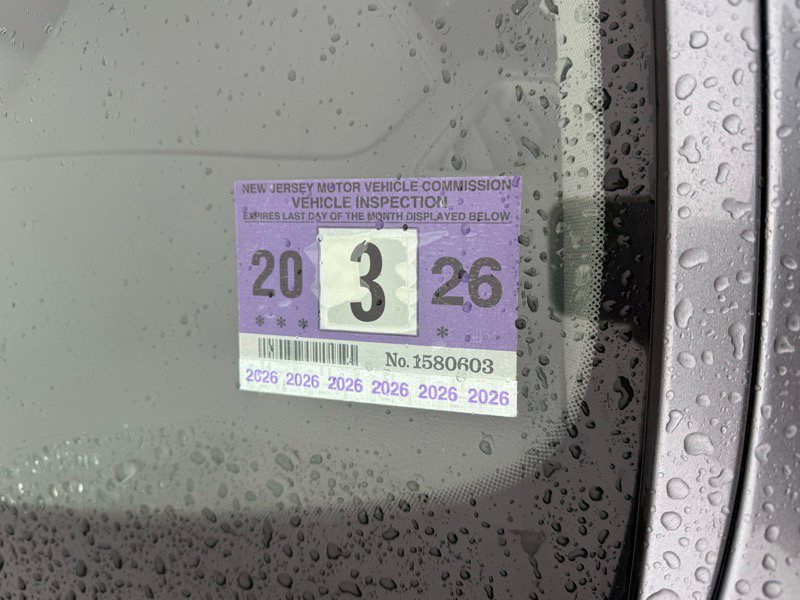 NEW JERSEY MOTOR VEHICLE COMMISSION
VEHICLE INSPECTION
EXPIRES LAST DAY OF THE MONTH DISPLAYED BELOW
20 3 26
* * * *
No. 1580603
2026 2026 2026 2026 2026 2026